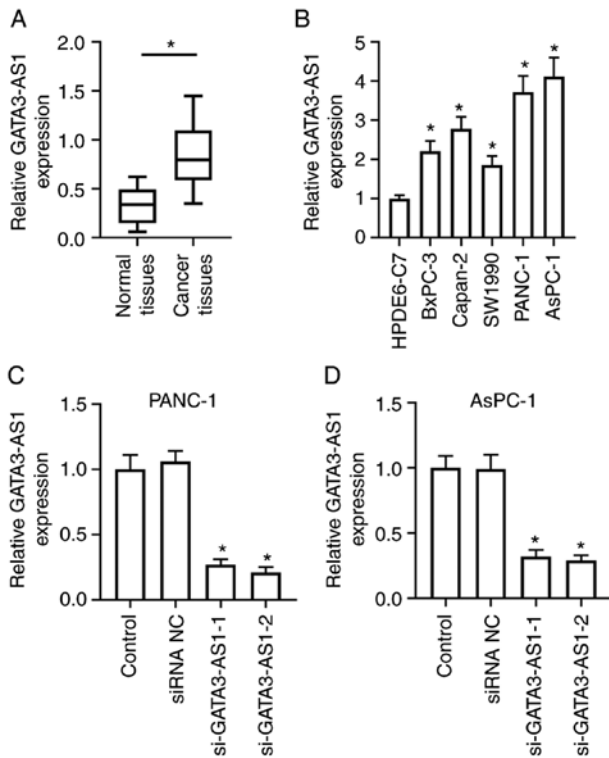 A
Relative GATA3-AS1
expression
2.0
1.5
1.0
0.5
0.0
*
Normal
tissues
Cancer
tissues
B
Relative GATA3-AS1
expression
5
4
3
2
1
0
*
*
*
*
*
HPDE6-C7
BxPC-3
Capan-2
SW1990
PANC-1
AsPC-1
C
PANC-1
Relative GATA3-AS1
expression
1.5
1.0
0.5
0.0
*
*
Control
siRNA NC
si-GATA3-AS1-1
si-GATA3-AS1-2
D
AsPC-1
Relative GATA3-AS1
expression
1.5
1.0
0.5
0.0
*
*
Control
siRNA NC
si-GATA3-AS1-1
si-GATA3-AS1-2